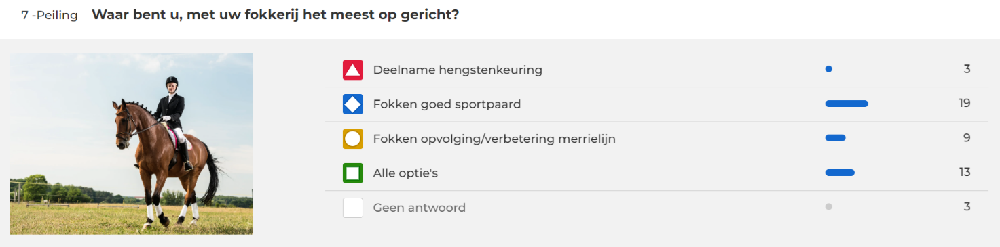 7 -Peiling Waar bent u, met uw fokkerij het meest op gericht?
Deelname hengstenkeuring 3
Fokken goed sportpaard 19
Fokken opvolging/verbetering merrielijn 9
Alle optie's 13
Geen antwoord 3